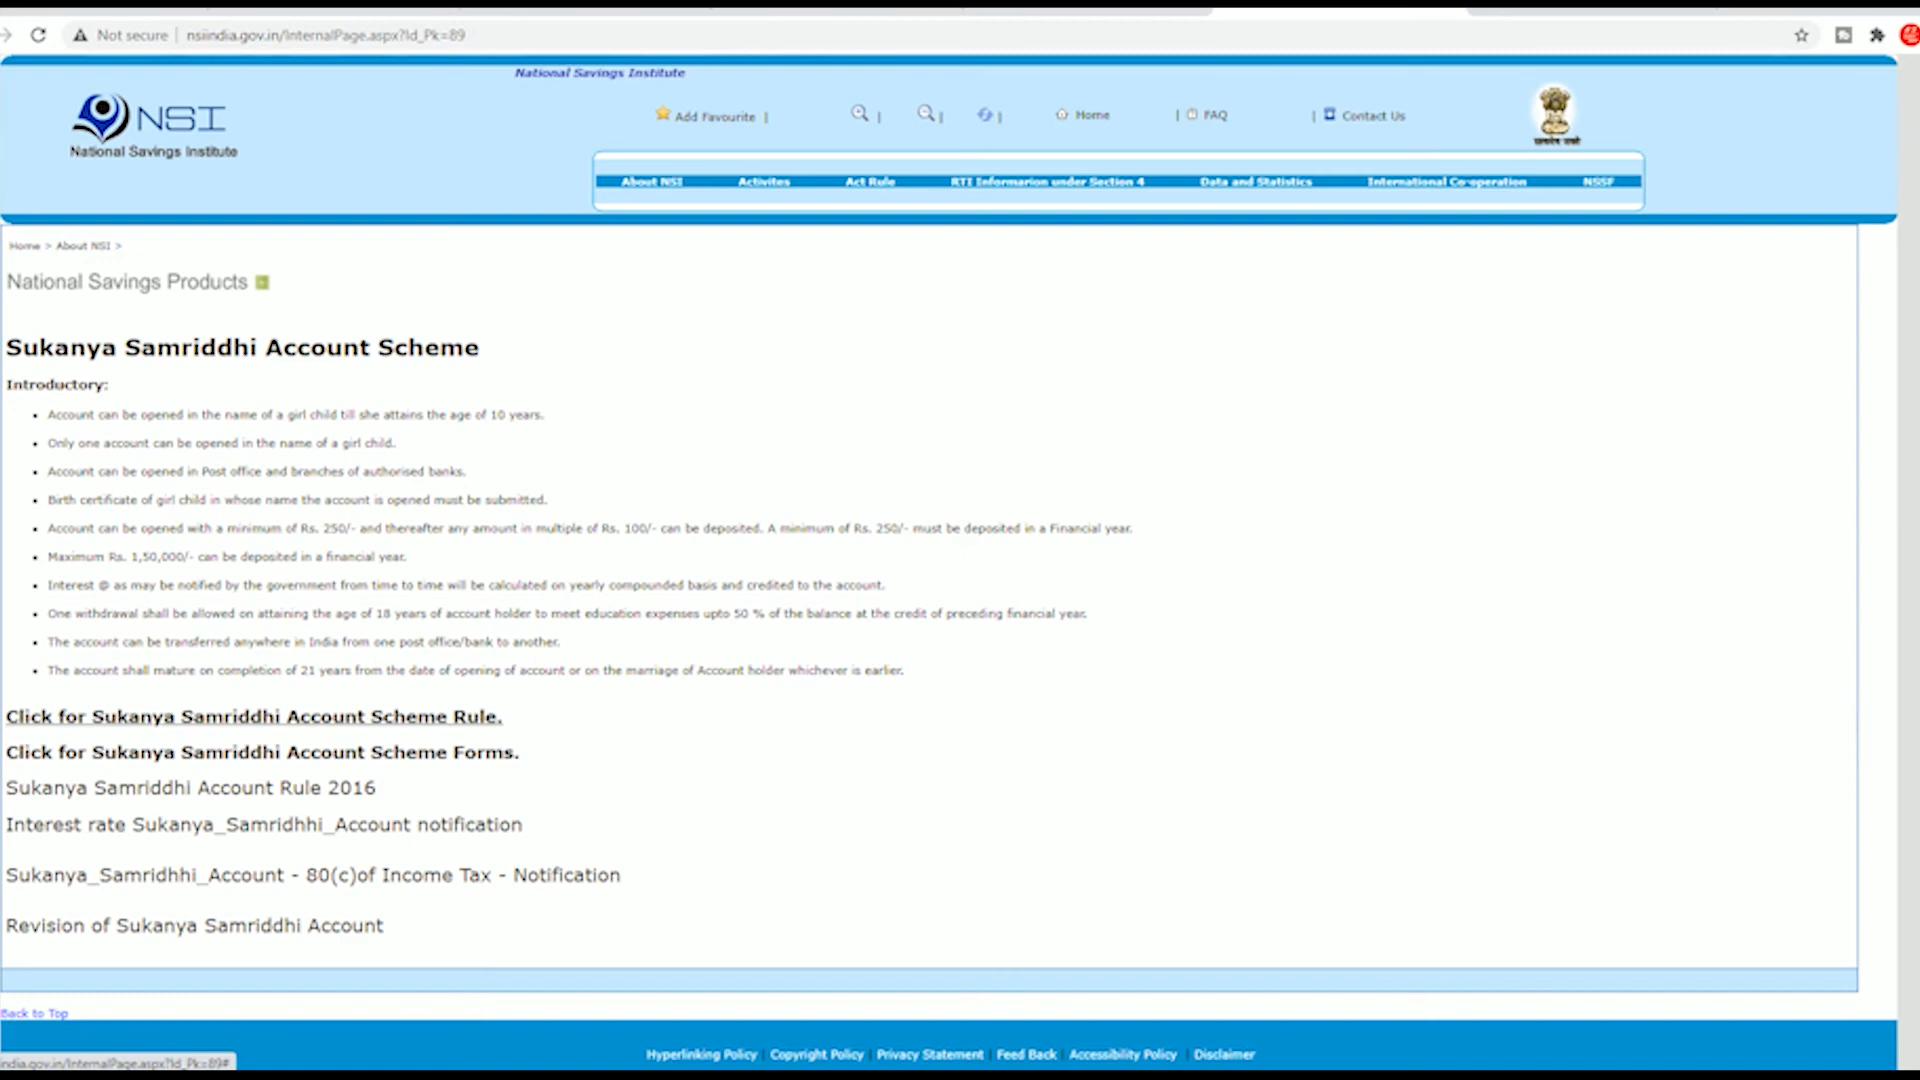 Not secure | nsiindia.gov.in/InternalPage.aspx?Id_Pk=89
National Savings Institute
NSI
National Savings Institute
Add Favourite | | | | Home | FAQ | Contact Us
About NSI Activites Act Rule RTI Informarion under Section 4 Data and Statistics International Co-operation NSSF
Home > About NSI >
National Savings Products
Sukanya Samriddhi Account Scheme
Introductory:
• Account can be opened in the name of a girl child till she attains the age of 10 years.
• Only one account can be opened in the name of a girl child.
• Account can be opened in Post office and branches of authorised banks.
• Birth certificate of girl child in whose name the account is opened must be submitted.
• Account can be opened with a minimum of Rs. 250/- and thereafter any amount in multiple of Rs. 100/- can be deposited. A minimum of Rs. 250/- must be deposited in a Financial year.
• Maximum Rs. 1,50,000/- can be deposited in a financial year.
• Interest @ as may be notified by the government from time to time will be calculated on yearly compounded basis and credited to the account.
• One withdrawal shall be allowed on attaining the age of 18 years of account holder to meet education expenses upto 50 % of the balance at the credit of preceding financial year.
• The account can be transferred anywhere in India from one post office/bank to another.
• The account shall mature on completion of 21 years from the date of opening of account or on the marriage of Account holder whichever is earlier.
Click for Sukanya Samriddhi Account Scheme Rule.
Click for Sukanya Samriddhi Account Scheme Forms.
Sukanya Samriddhi Account Rule 2016
Interest rate Sukanya_Samridhhi_Account notification
Sukanya_Samridhhi_Account - 80(c)of Income Tax - Notification
Revision of Sukanya Samriddhi Account
Back to Top
Hyperlinking Policy Copyright Policy Privacy Statement Feed Back Accessibility Policy Disclaimer
india.gov.in/InternalPage.aspx?Id_Pk=89#